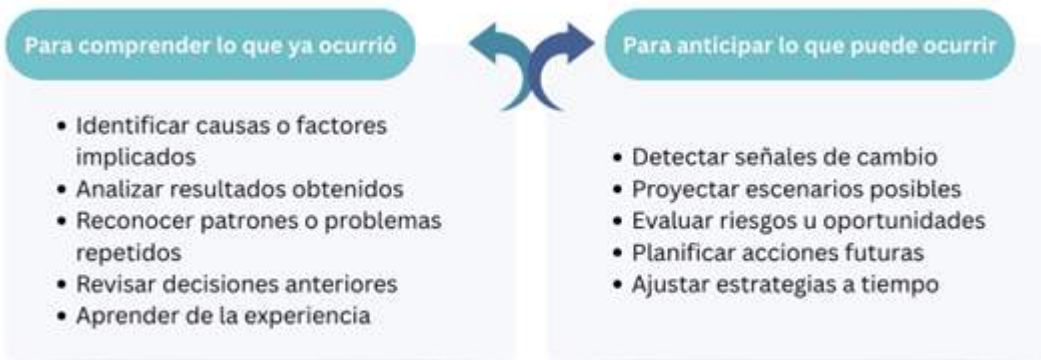 Para comprender lo que ya ocurrió
• Identificar causas o factores
implicados
• Analizar resultados obtenidos
• Reconocer patrones o problemas
repetidos
• Revisar decisiones anteriores
• Aprender de la experiencia
Para anticipar lo que puede ocurrir
• Detectar señales de cambio
• Proyectar escenarios posibles
• Evaluar riesgos u oportunidades
• Planificar acciones futuras
• Ajustar estrategias a tiempo